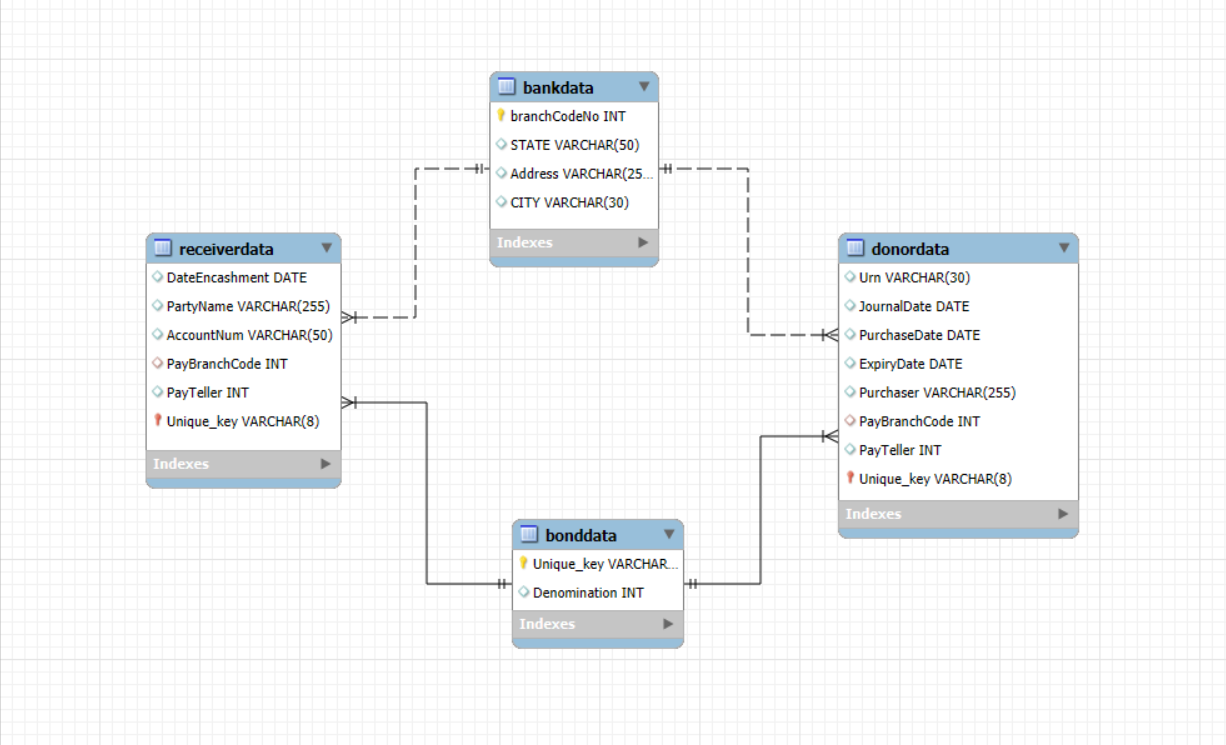 bankdata
branchCodeNo INT
STATE VARCHAR(50)
Address VARCHAR(25...
CITY VARCHAR(30)
Indexes
receiverdata
DateEncashment DATE
PartyName VARCHAR(255)
AccountNum VARCHAR(50)
PayBranchCode INT
PayTeller INT
Unique_key VARCHAR(8)
Indexes
donordata
Urn VARCHAR(30)
JournalDate DATE
PurchaseDate DATE
ExpiryDate DATE
Purchaser VARCHAR(255)
PayBranchCode INT
PayTeller INT
Unique_key VARCHAR(8)
Indexes
bonddata
Unique_key VARCHAR...
Denomination INT
Indexes